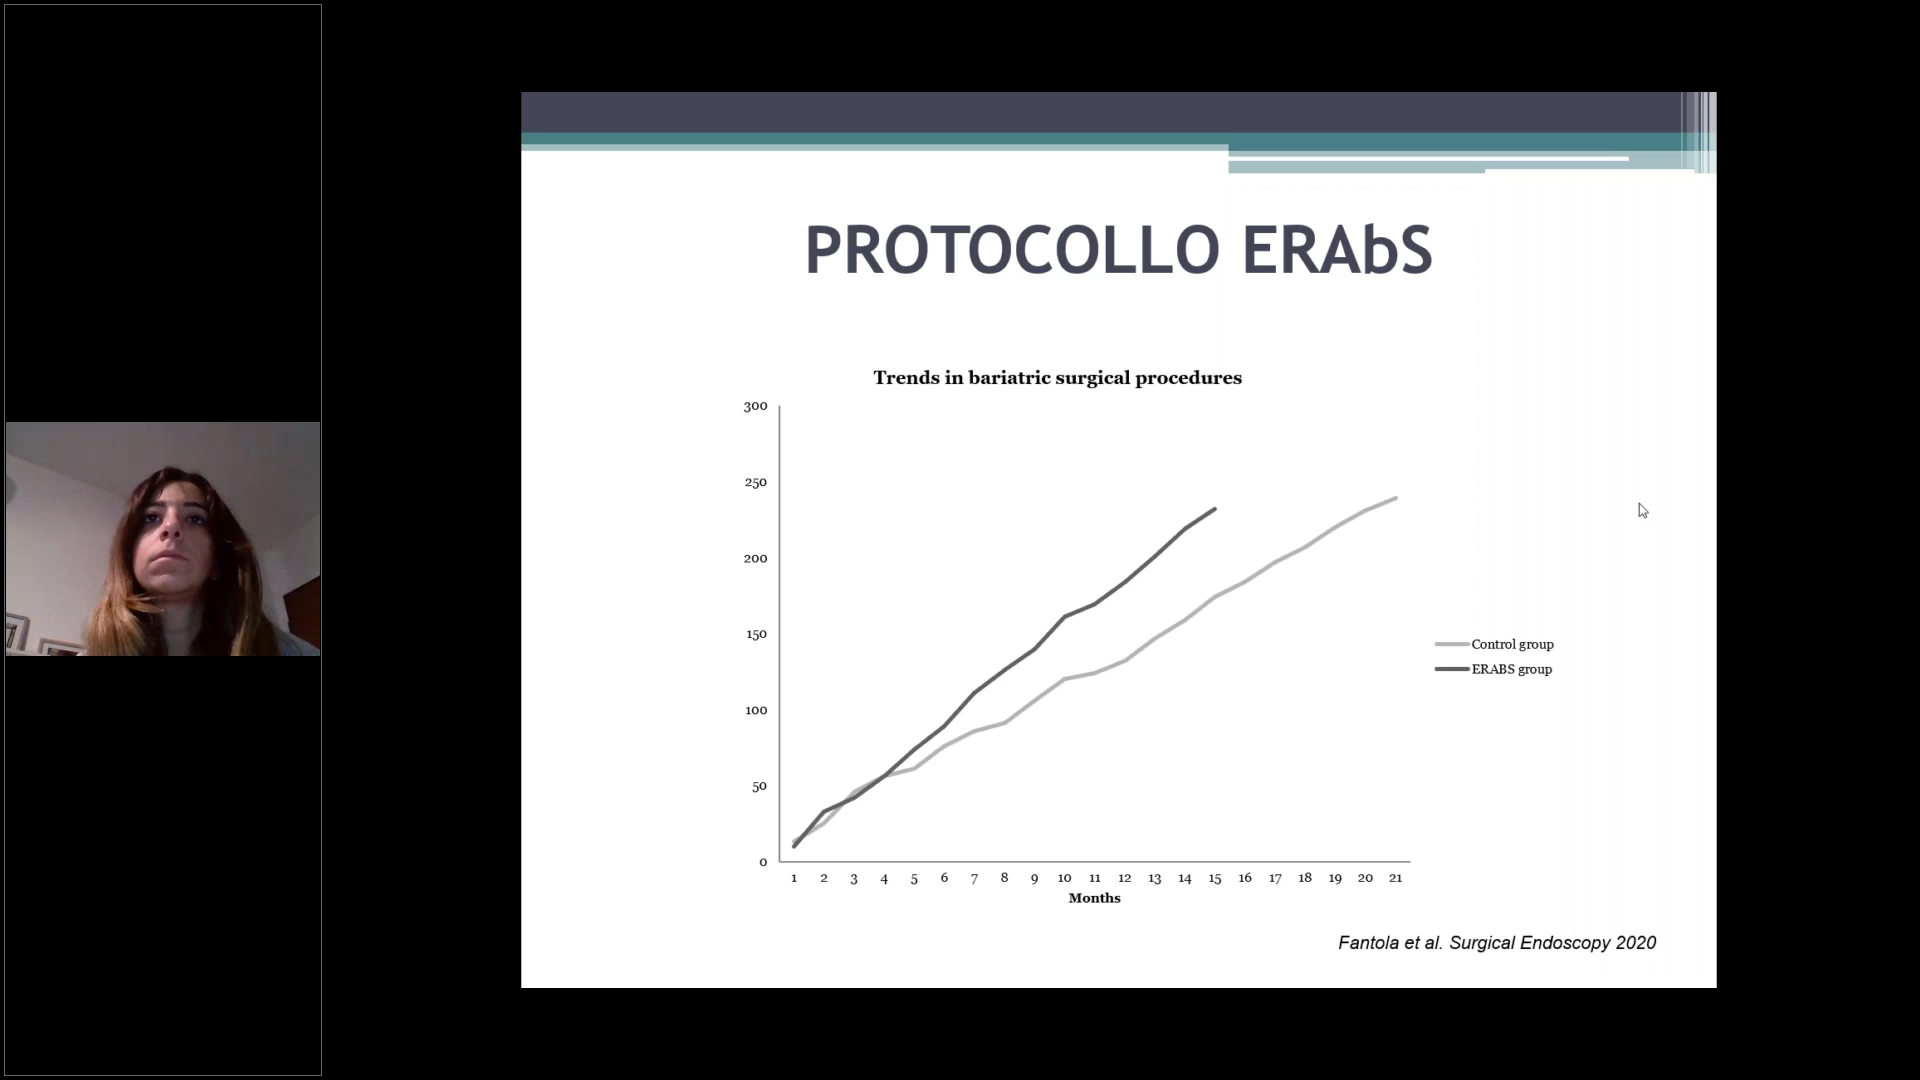 PROTOCOLLO ERAbS
Trends in bariatric surgical procedures
300
250
200
150
100
50
0
1 2 3 4 5 6 7 8 9 10 11 12 13 14 15 16 17 18 19 20 21
Months
Control group
ERABS group
Fantola et al. Surgical Endoscopy 2020